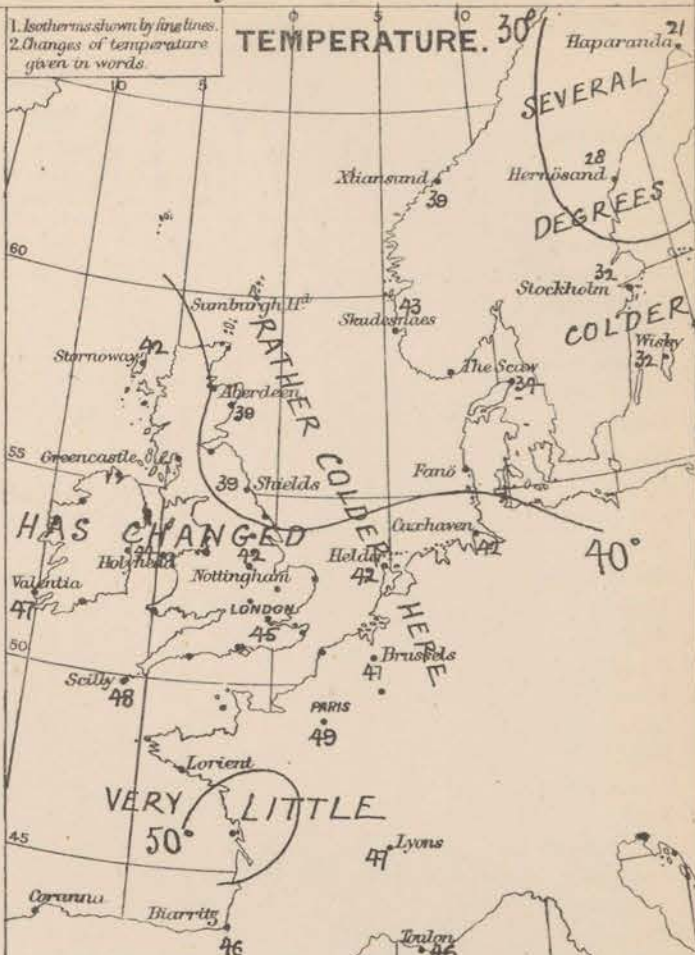 1. Isotherms shown by fine lines.
2. Changes of temperature
given in words.
TEMPERATURE.
10 5 0 5 10
30°
Haparanda 21
SEVERAL
Xtiansund
39
28
Hernösand
DEGREES
60
Sumburgh Hd.
43
Skudesnaes
32
Stockholm
COLDER
Wisby
32
Stornoway 42
RATHER COLDER HERE
The Scaw
39
Aberdeen
39
55
Greencastle
39 Shields
Fanö
HAS CHANGED
Cuxhaven
42
40°
Holyhead
42
Nottingham
Helder
42
Valentia
47
LONDON
45
50
Brussels
47
Scilly
48
PARIS
49
Lorient
VERY LITTLE
50
45
Lyons
47
Corunna
Biarritz
46
Toulon
46